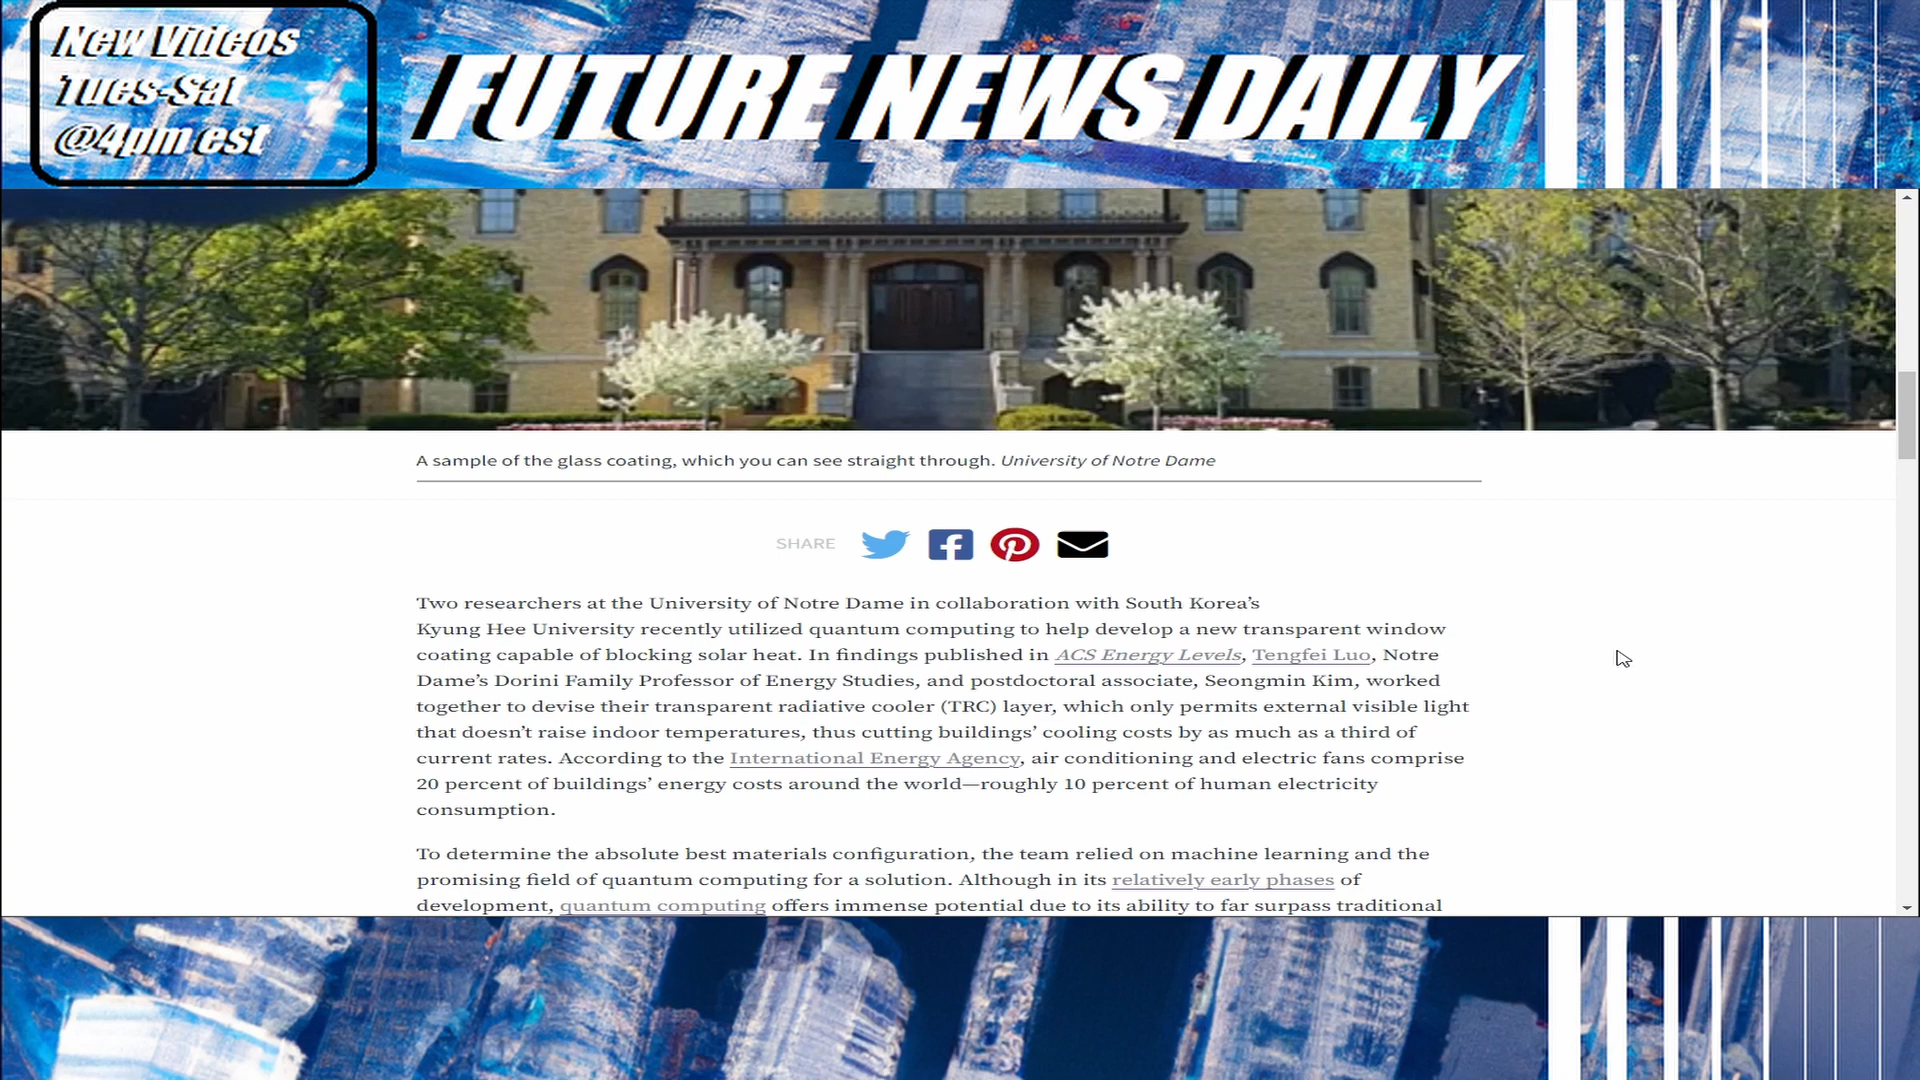 New Videos
Tues-Sat
@4pm est
FUTURE NEWS DAILY
A sample of the glass coating, which you can see straight through. University of Notre Dame
SHARE
Two researchers at the University of Notre Dame in collaboration with South Korea’s
Kyung Hee University recently utilized quantum computing to help develop a new transparent window
coating capable of blocking solar heat. In findings published in ACS Energy Levels, Tengfei Luo, Notre
Dame’s Dorini Family Professor of Energy Studies, and postdoctoral associate, Seongmin Kim, worked
together to devise their transparent radiative cooler (TRC) layer, which only permits external visible light
that doesn’t raise indoor temperatures, thus cutting buildings’ cooling costs by as much as a third of
current rates. According to the International Energy Agency, air conditioning and electric fans comprise
20 percent of buildings’ energy costs around the world—roughly 10 percent of human electricity
consumption.
To determine the absolute best materials configuration, the team relied on machine learning and the
promising field of quantum computing for a solution. Although in its relatively early phases of
development, quantum computing offers immense potential due to its ability to far surpass traditional